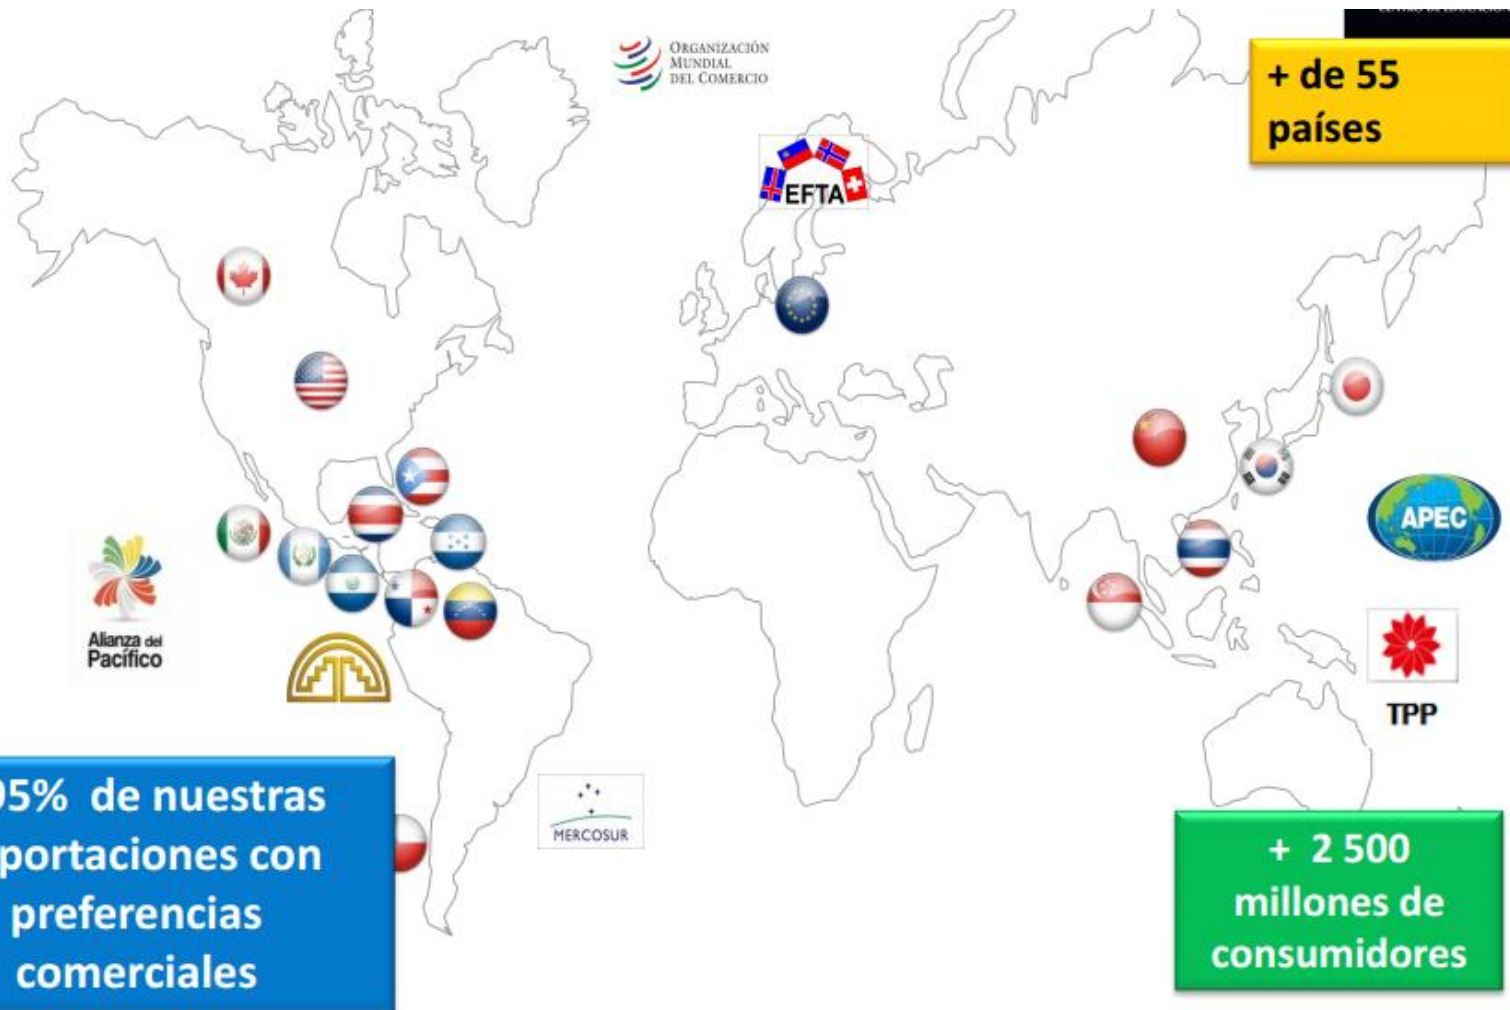 ORGANIZACIÓN
MUNDIAL
DEL COMERCIO
+ de 55
países
EFTA
APEC
Alianza del
Pacífico
TPP
MERCOSUR
95% de nuestras
portaciones con
preferencias
comerciales
+ 2 500
millones de
consumidores